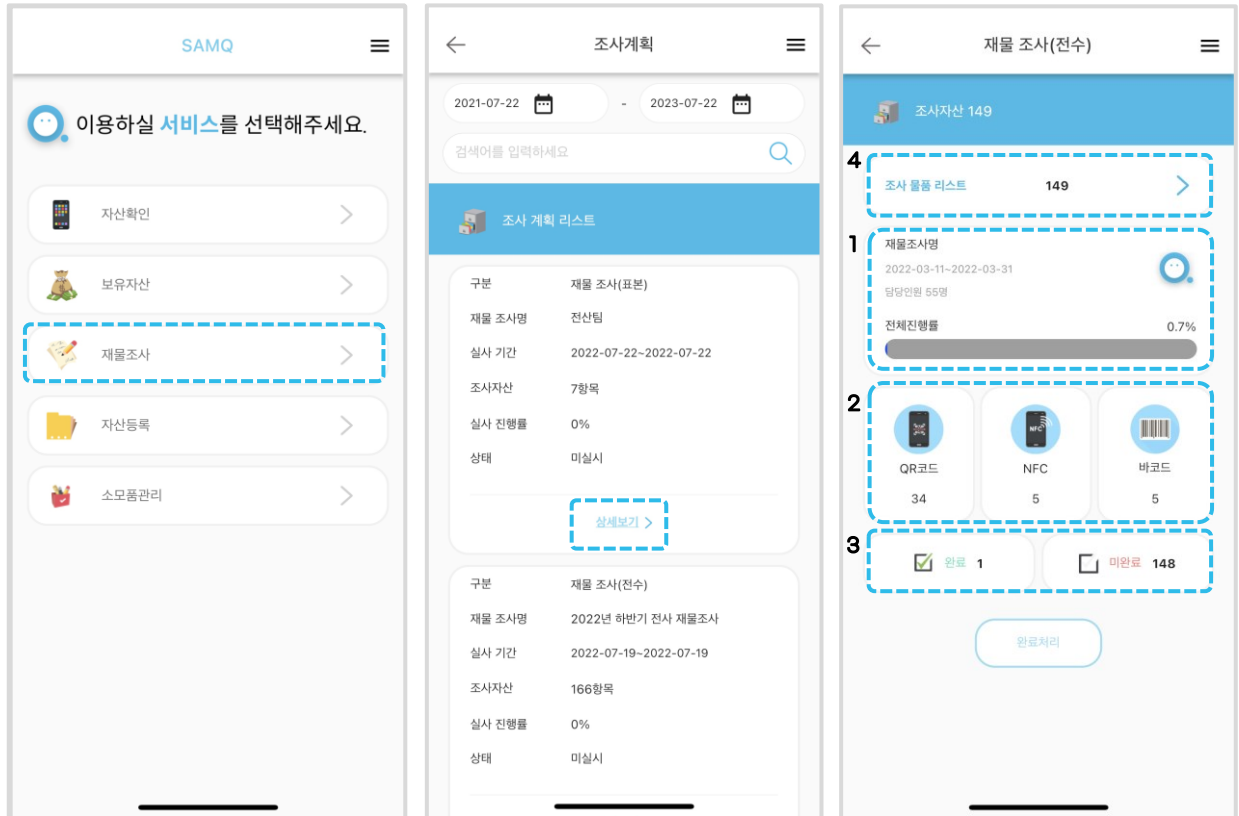 SAMQ
이용하실 서비스를 선택해주세요.
자산확인
보유자산
재물조사
자산등록
소모품관리
조사계획
2021-07-22 - 2023-07-22
검색어를 입력하세요
조사 계획 리스트
구분 재물 조사(표본)
재물 조사명 전산팀
실사 기간 2022-07-22~2022-07-22
조사자산 7항목
실사 진행률 0%
상태 미실시
상세보기
구분 재물 조사(전수)
재물 조사명 2022년 하반기 전사 재물조사
실사 기간 2022-07-19~2022-07-19
조사자산 166항목
실사 진행률 0%
상태 미실시
재물 조사(전수)
조사자산 149
4
조사 물품 리스트 149
1
재물조사명
2022-03-11~2022-03-31
담당인원 55명
전체진행률 0.7%
2
NFC
QR코드 NFC 바코드
34 5 5
3
완료 1 미완료 148
완료처리